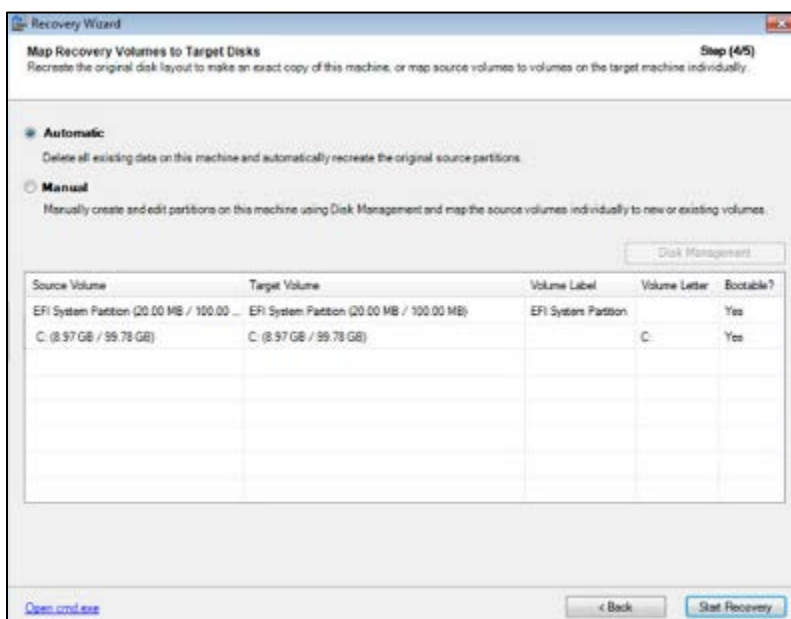 Recovery Wizard
Map Recovery Volumes to Target Disks
Step (4/5)
Recreate the original disk layout to make an exact copy of this machine, or map source volumes to volumes on the target machine individually.
Automatic
Delete all existing data on this machine and automatically recreate the original source partitions.
Manual
Manually create and edit partitions on this machine using Disk Management and map the source volumes individually to new or existing volumes.
Disk Management
Source Volume Target Volume Volume Label Volume Letter Bootable?
EFI System Partition (20.00 MB / 100.00 ... EFI System Partition (20.00 MB / 100.00 MB) EFI System Partition Yes
C: (8.97 GB / 99.78 GB) C: (8.97 GB / 99.78 GB) C: Yes
Open cmd.exe
< Back
Start Recovery